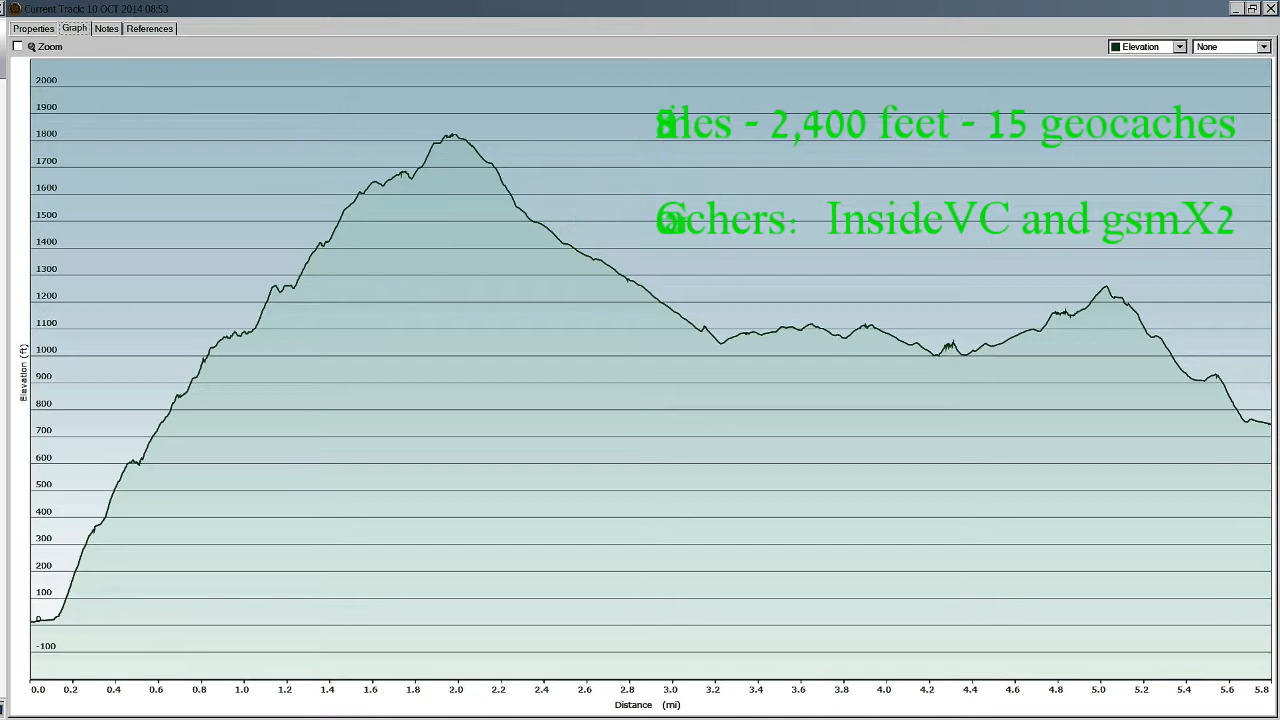 Current Track: 10 OCT 2014 08:53
Properties Graph Notes References
Zoom
Elevation None
2000
1900
1800
1700
1600
1500
1400
1300
1200
1100
1000
900
800
700
600
500
400
300
200
100
0
-100
- 2,400 feet - 15 geocaches
InsideVC and gsmX2
Elevation (ft)
0.0 0.2 0.4 0.6 0.8 1.0 1.2 1.4 1.6 1.8 2.0 2.2 2.4 2.6 2.8 3.0 3.2 3.4 3.6 3.8 4.0 4.2 4.4 4.6 4.8 5.0 5.2 5.4 5.6 5.8
Distance (mi)